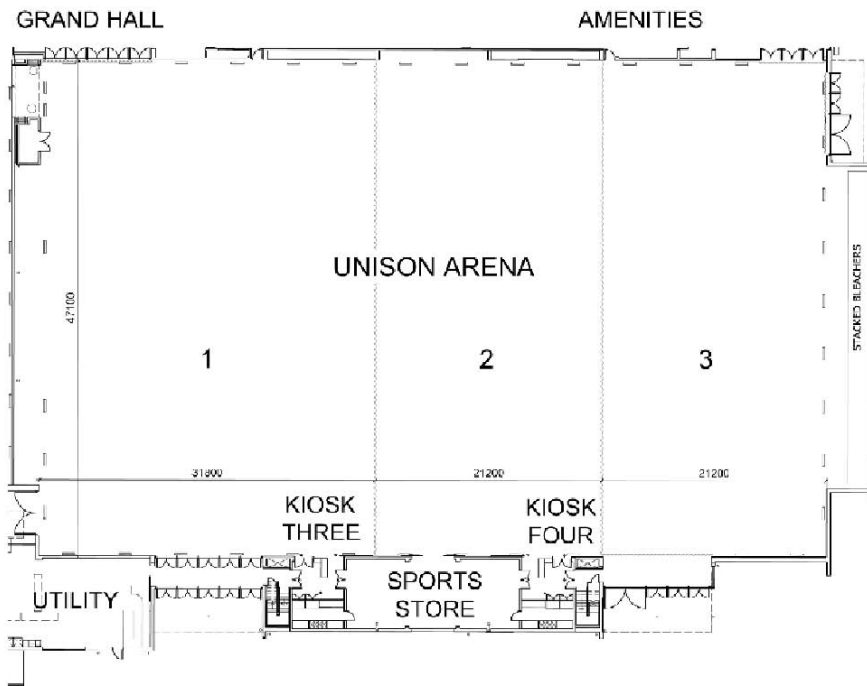 GRAND HALL
AMENITIES
UNISON ARENA
47100
STACKED BLEACHERS
1
2
3
31800
21200
21200
KIOSK
THREE
KIOSK
FOUR
SPORTS
STORE
UTILITY